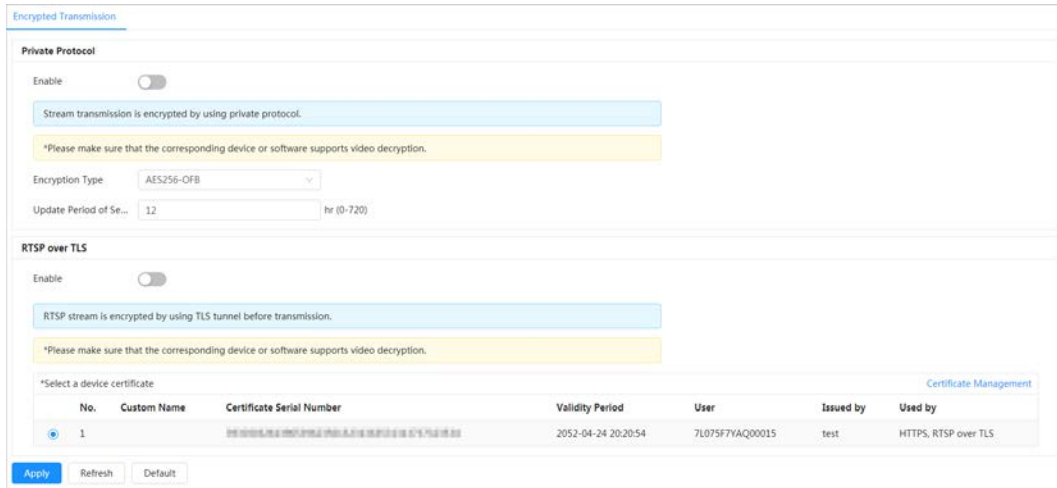 Encrypted Transmission
Private Protocol
Enable
Stream transmission is encrypted by using private protocol.
*Please make sure that the corresponding device or software supports video decryption.
Encryption Type AES256-OFB
Update Period of Se... 12 hr (0-720)
RTSP over TLS
Enable
RTSP stream is encrypted by using TLS tunnel before transmission.
*Please make sure that the corresponding device or software supports video decryption.
*Select a device certificate Certificate Management
No. Custom Name Certificate Serial Number Validity Period User Issued by Used by
1 2052-04-24 20:20:54 7L075F7YAQ00015 test HTTPS, RTSP over TLS
Apply Refresh Default